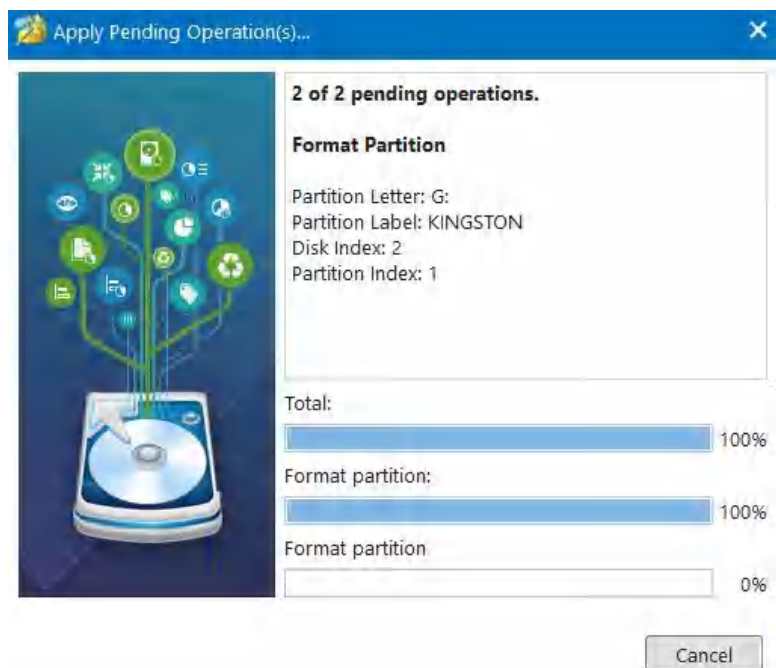 Apply Pending Operation(s)...
2 of 2 pending operations.
Format Partition
Partition Letter: G:
Partition Label: KINGSTON
Disk Index: 2
Partition Index: 1
Total:
100%
Format partition:
100%
Format partition
0%
Cancel